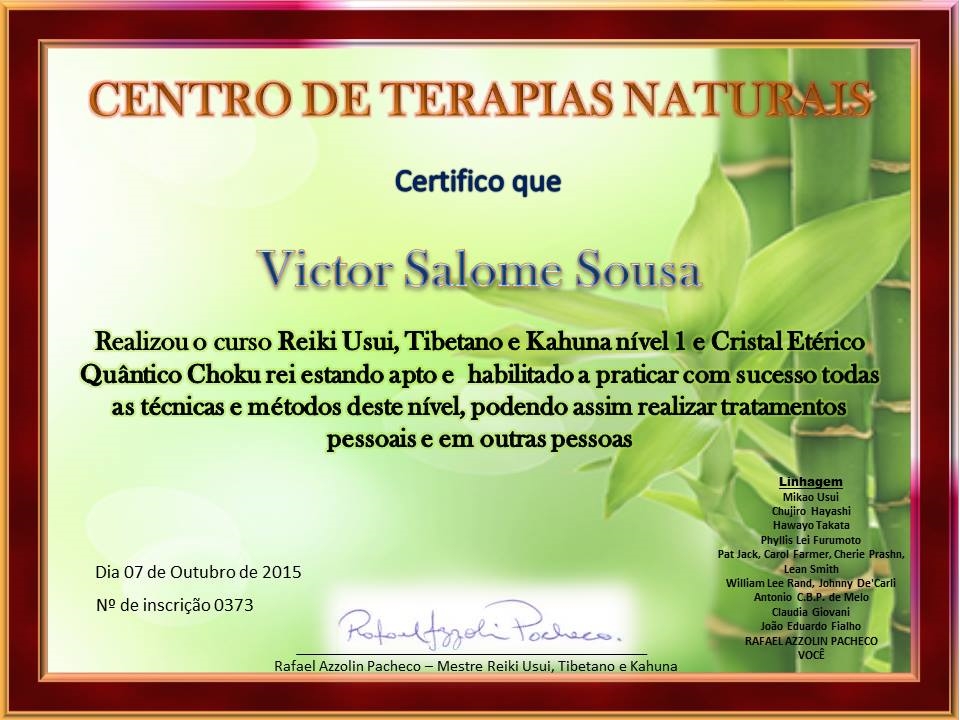 CENTRO DE TERAPIAS NATURAIS
Certifico que
Victor Salome Sousa
Realizou o curso Reiki Usui, Tibetano e Kahuna nível 1 e Cristal Etérico
Quântico Choku rei estando apto e habilitado a praticar com sucesso todas
as técnicas e métodos deste nível, podendo assim realizar tratamentos
pessoais e em outras pessoas
Dia 07 de Outubro de 2015
Nº de inscrição 0373
Rafael Azzolin Pacheco.
Rafael Azzolin Pacheco – Mestre Reiki Usui, Tibetano e Kahuna
Linhagem
Mikao Usui
Chujiro Hayashi
Hawayo Takata
Phyllis Lei Furumoto
Pat Jack, Carol Farmer, Cherie Prashn,
Lean Smith
William Lee Rand, Johnny De'Carli
Antonio C.B.P. de Melo
Claudia Giovani
João Eduardo Fialho
RAFAEL AZZOLIN PACHECO
VOCÊ